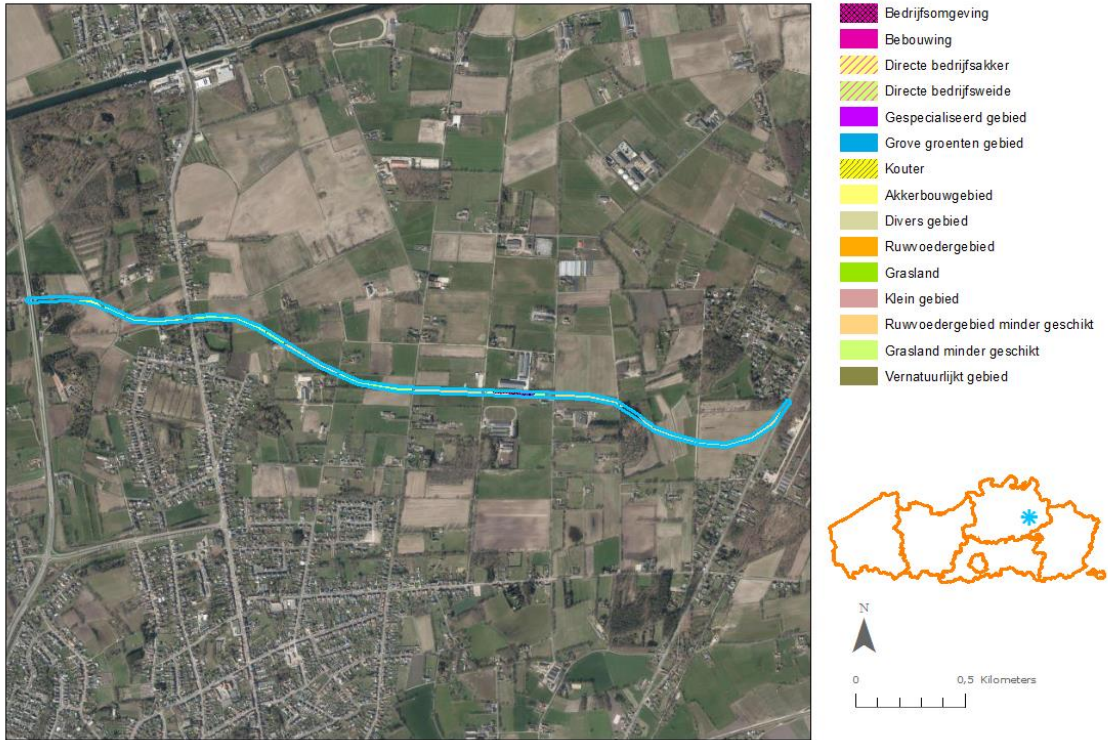 Bedrijfsomgeving
Bebouwing
Directe bedrijfsakker
Directe bedrijfsweide
Gespecialiseerd gebied
Grove groenten gebied
Kouter
Akkerbouwgebied
Divers gebied
Ruwvoedergebied
Grasland
Klein gebied
Ruwvoedergebied minder geschikt
Grasland minder geschikt
Vernatuurlijkt gebied
N
0 0,5 Kilometers